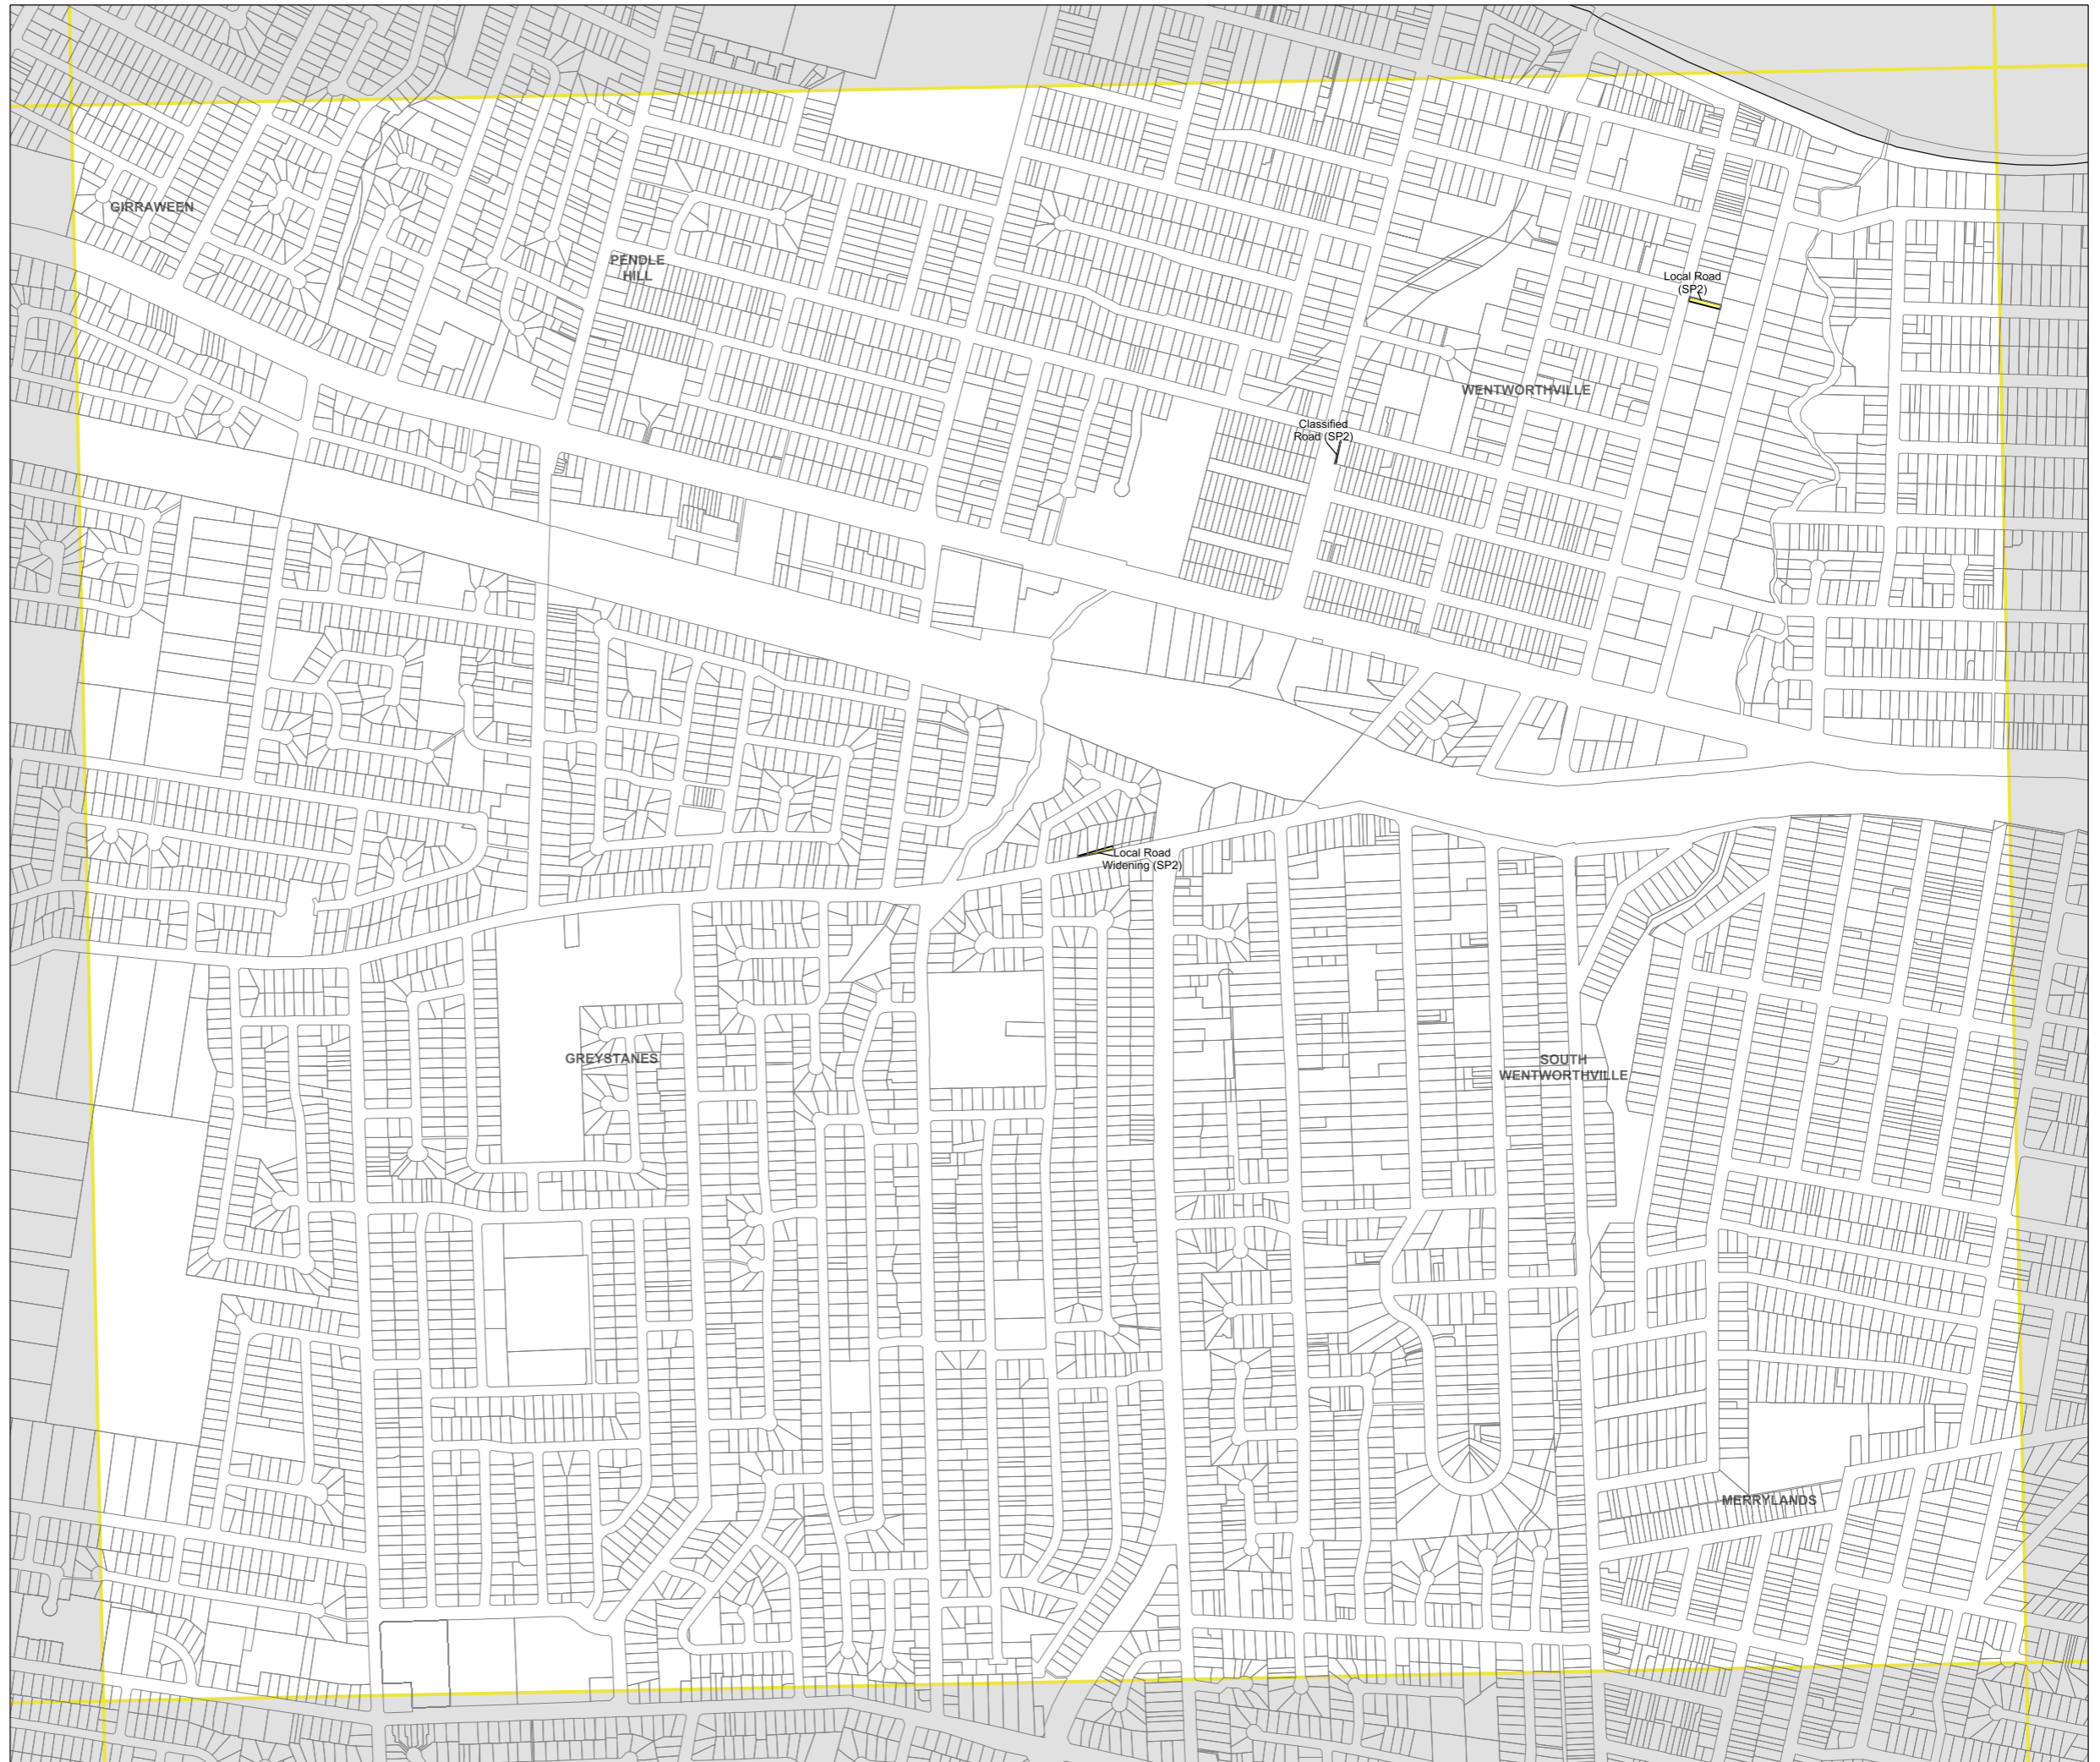 GIRRAWEEN
PENDLE
HILL
Local Road
(SP2)
WENTWORTHVILLE
Classified
Road (SP2)
Local Road
Widening (SP2)
GREYSTANES
SOUTH
WENTWORTHVILLE
MERRYLANDS